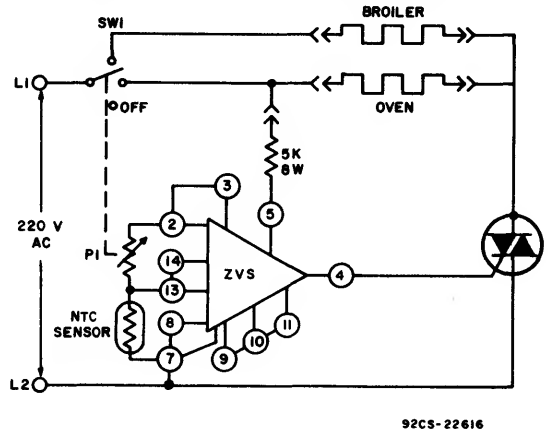 BROILER
SW1
L1
OFF
OVEN
5K
8W
220 V
AC
3
2
5
P1
14
ZVS
4
13
NTC
SENSOR
8
11
10
7
9
L2
92CS-22616